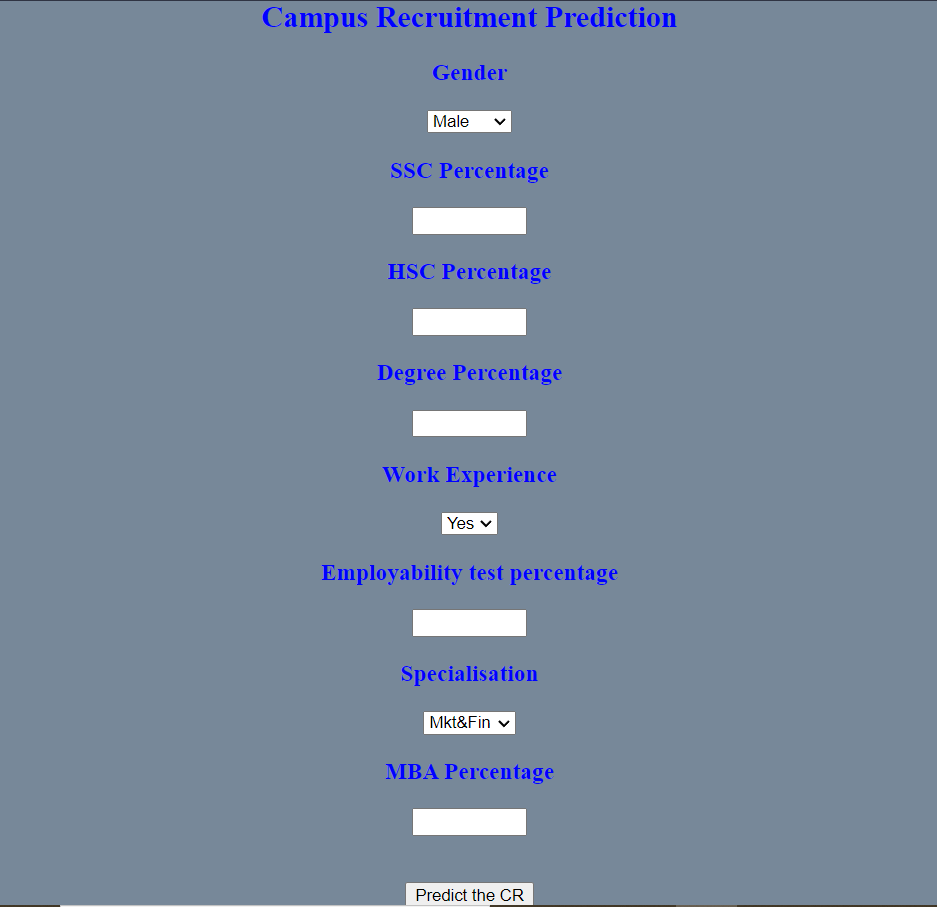 Campus Recruitment Prediction
Gender
Male
SSC Percentage
HSC Percentage
Degree Percentage
Work Experience
Yes
Employability test percentage
Specialisation
Mkt&Fin
MBA Percentage
Predict the CR